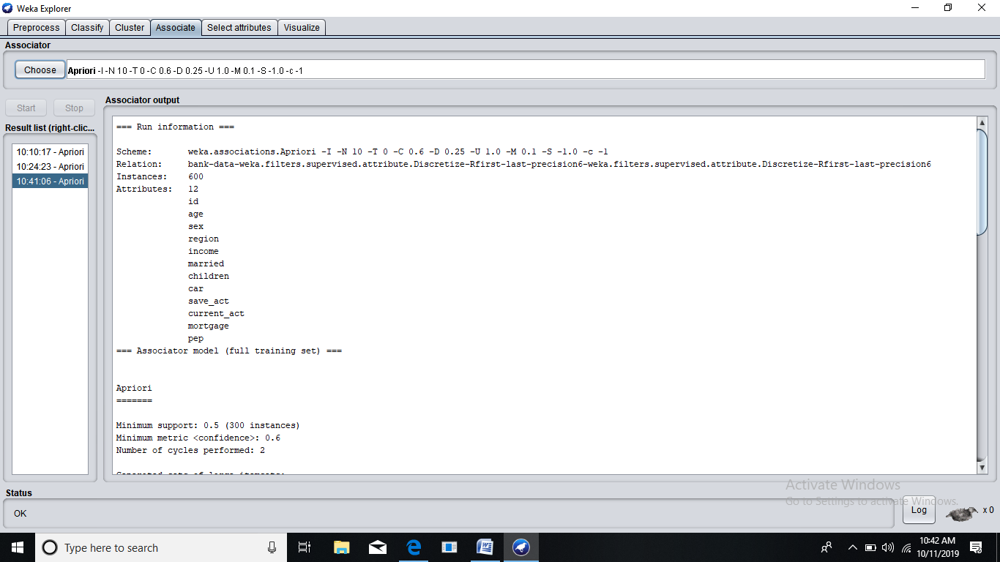 Weka Explorer
Preprocess Classify Cluster Associate Select attributes Visualize
Associator
Choose Apriori -I -N 10 -T 0 -C 0.6 -D 0.25 -U 1.0 -M 0.1 -S -1.0 -c -1
Start Stop
Associator output
Result list (right-clic...
10:10:17 - Apriori
10:24:23 - Apriori
10:41:06 - Apriori
=== Run information ===
Scheme: weka.associations.Apriori -I -N 10 -T 0 -C 0.6 -D 0.25 -U 1.0 -M 0.1 -S -1.0 -c -1
Relation: bank-data-weka.filters.supervised.attribute.Discretize-Rfirst-last-precision6-weka.filters.supervised.attribute.Discretize-Rfirst-last-precision6
Instances: 600
Attributes: 12
id
age
sex
region
income
married
children
car
save_act
current_act
mortgage
pep
=== Associator model (full training set) ===
Apriori
=======
Minimum support: 0.5 (300 instances)
Minimum metric <confidence>: 0.6
Number of cycles performed: 2
Generated sets of large itemsets:
Activate Windows
Go to Settings to activate Windows.
Status
OK
Log
x 0
Type here to search
10:42 AM
10/11/2019